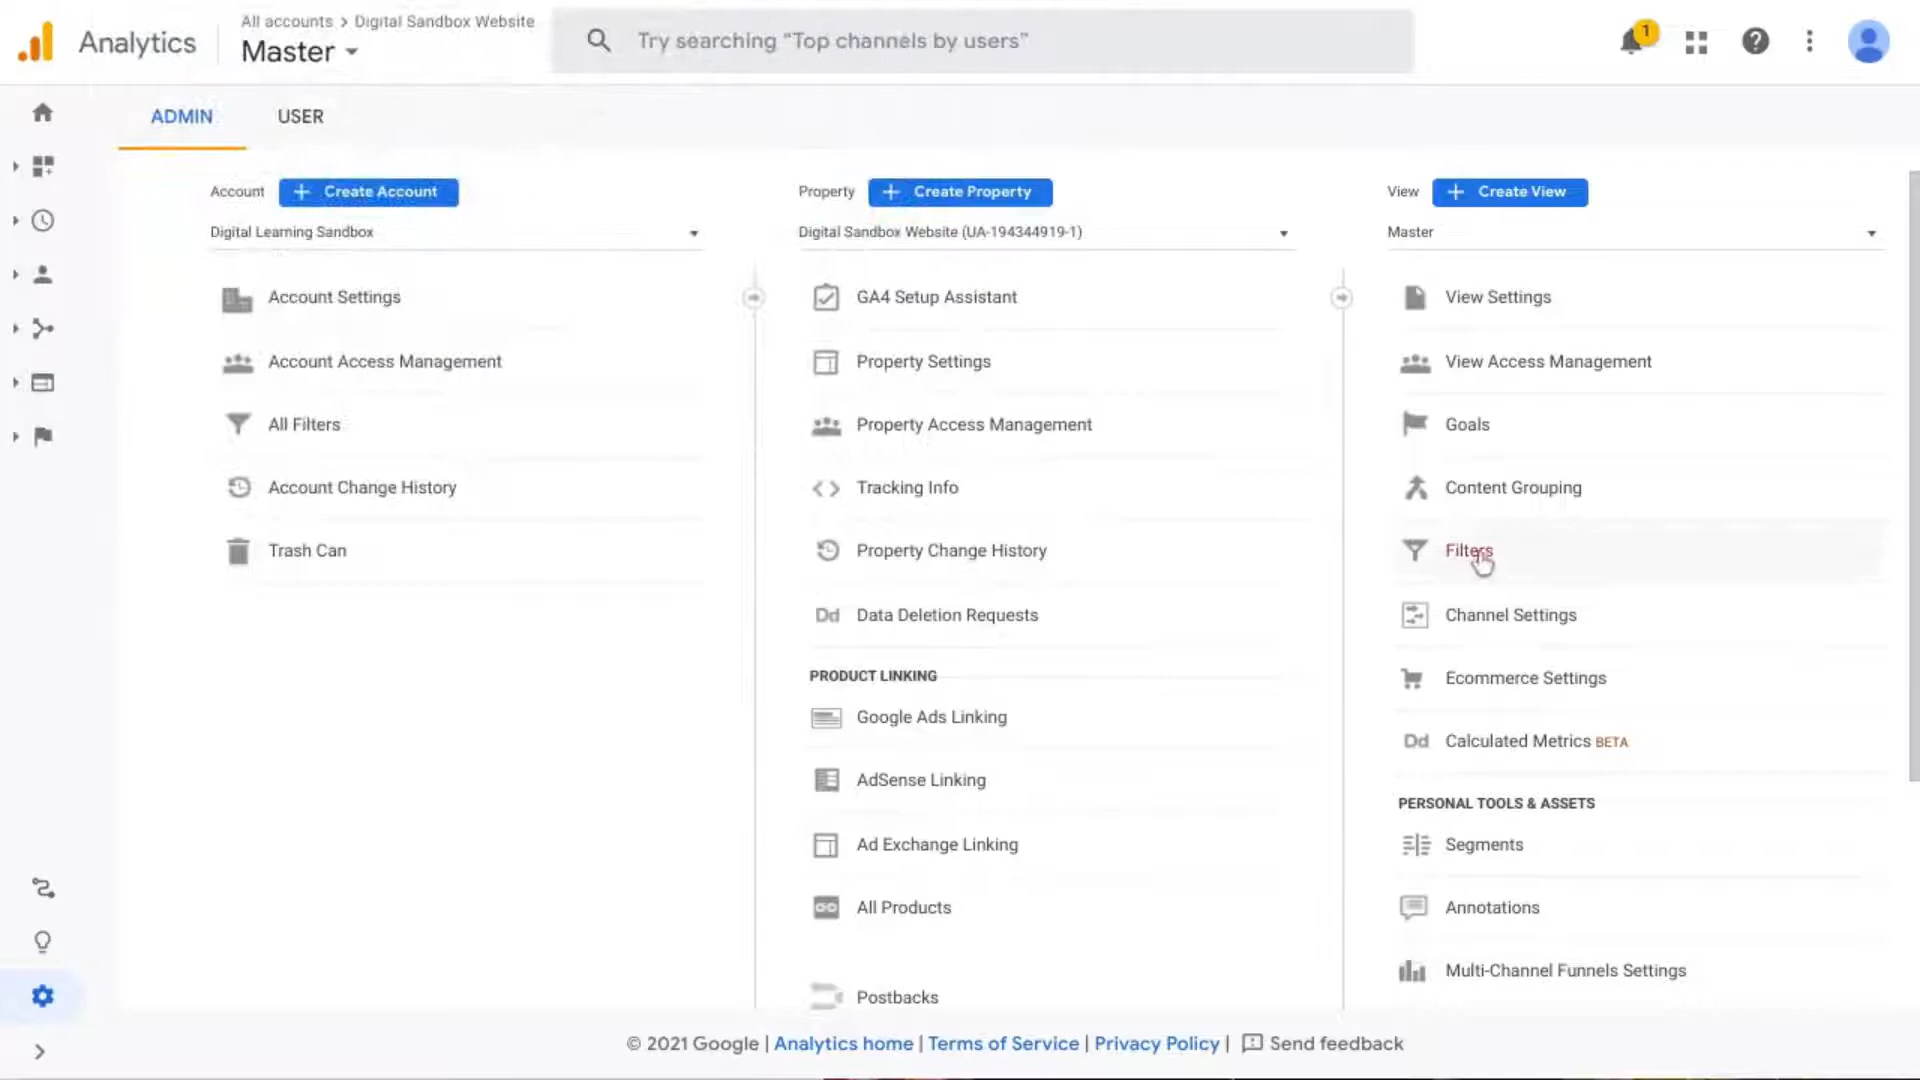 Analytics
All accounts > Digital Sandbox Website
Master
Try searching “Top channels by users”
1
ADMIN
USER
Account
+ Create Account
Digital Learning Sandbox
Account Settings
Account Access Management
All Filters
Account Change History
Trash Can
Property
+ Create Property
Digital Sandbox Website (UA-194344919-1)
GA4 Setup Assistant
Property Settings
Property Access Management
Tracking Info
Property Change History
Dd Data Deletion Requests
PRODUCT LINKING
Google Ads Linking
AdSense Linking
Ad Exchange Linking
All Products
Postbacks
View
+ Create View
Master
View Settings
View Access Management
Goals
Content Grouping
Filters
Channel Settings
Ecommerce Settings
Dd Calculated Metrics BETA
PERSONAL TOOLS & ASSETS
Segments
Annotations
Multi-Channel Funnels Settings
© 2021 Google | Analytics home | Terms of Service | Privacy Policy | Send feedback